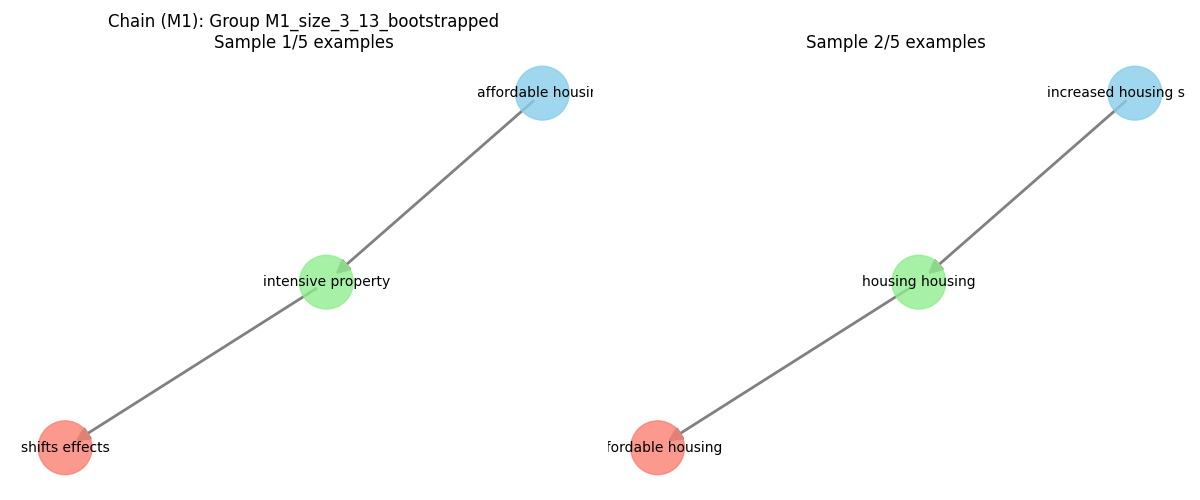 Chain (M1): Group M1_size_3_13_bootstrapped
Sample 1/5 examples
affordable housin
intensive property
shifts effects
Sample 2/5 examples
increased housing s
housing housing
fordable housing